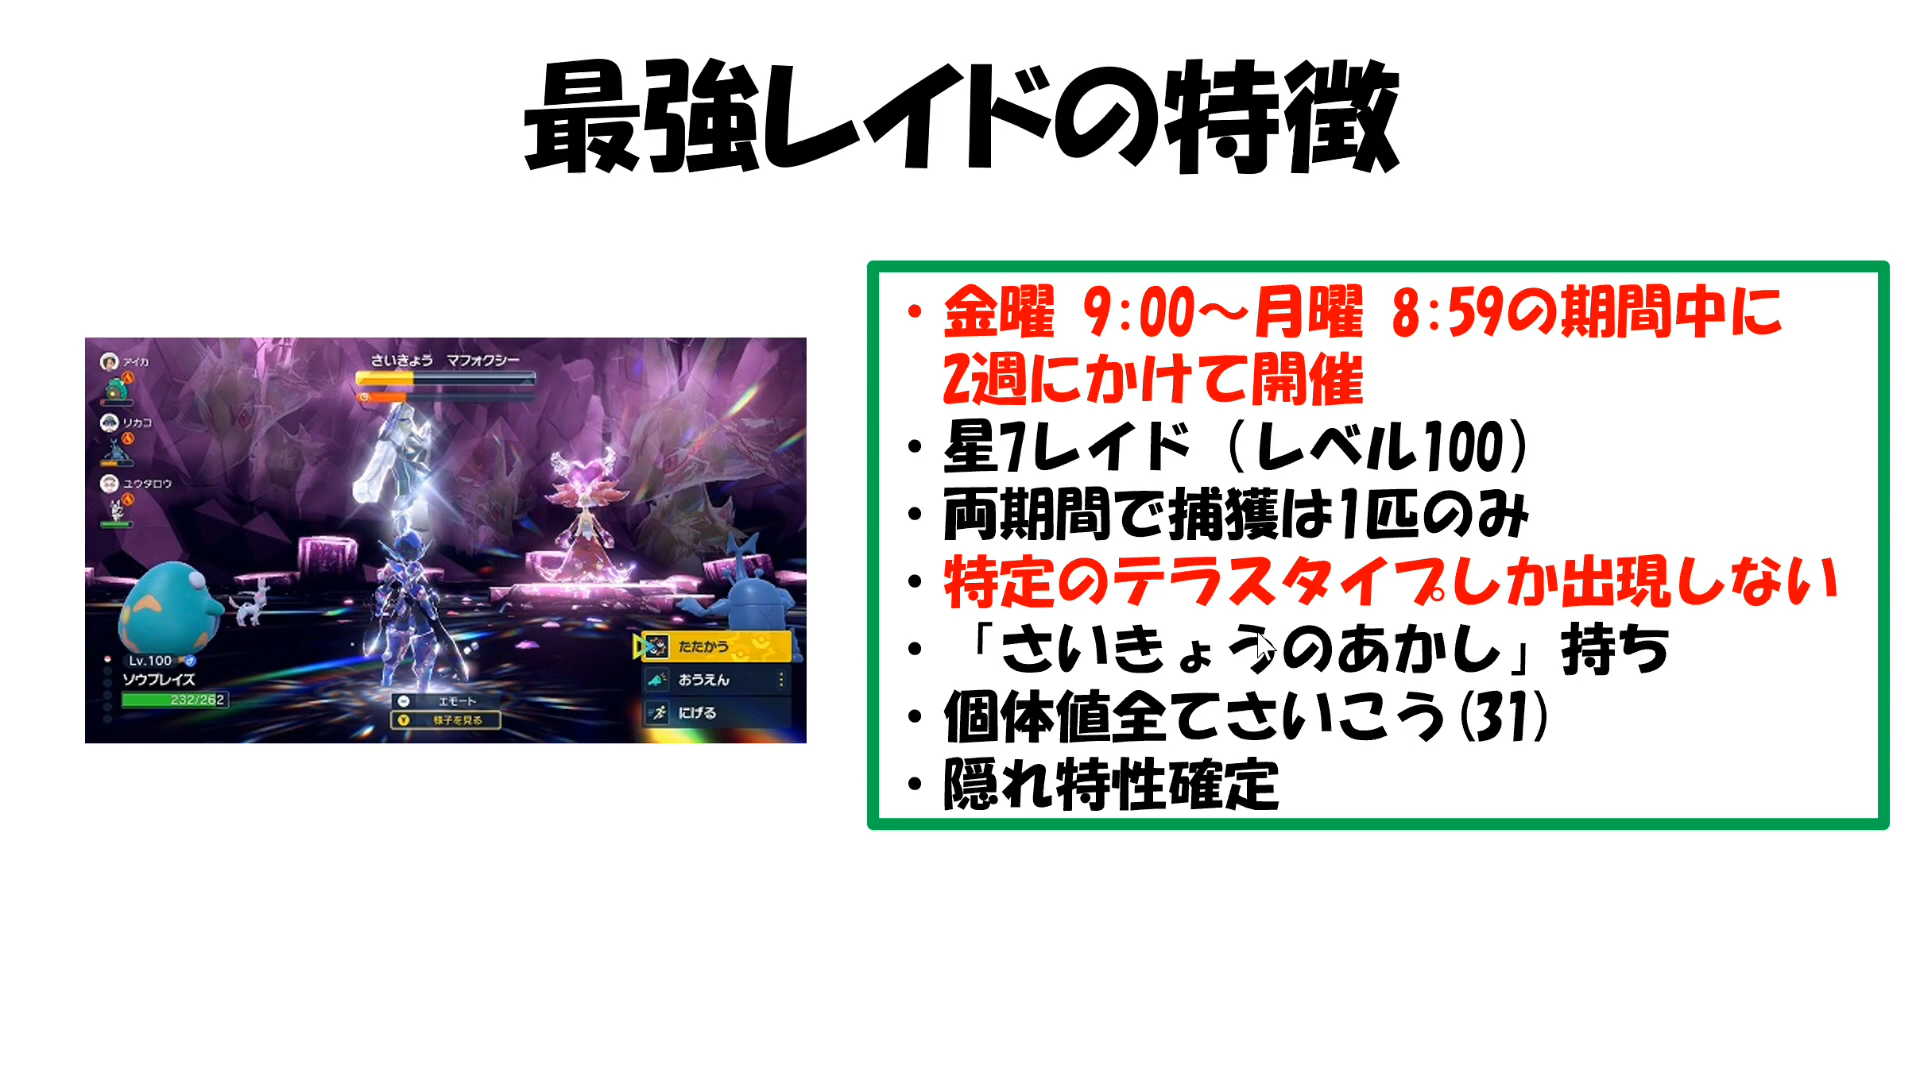 最強レイドの特徴
・金曜 9:00～月曜 8:59の期間中に
2週にかけて開催
・星7レイド（レベル100）
・両期間で捕獲は1匹のみ
・特定のテラスタイプしか出現しない
・「さいきょうのあかし」持ち
・個体値全てさいこう(31)
・隠れ特性確定
アイカ
リカコ
ユウタロウ
さいきょう マフォクシー
Lv.100
ソウブレイズ
232/262
エモート
様子を見る
たたかう
おうえん
にげる